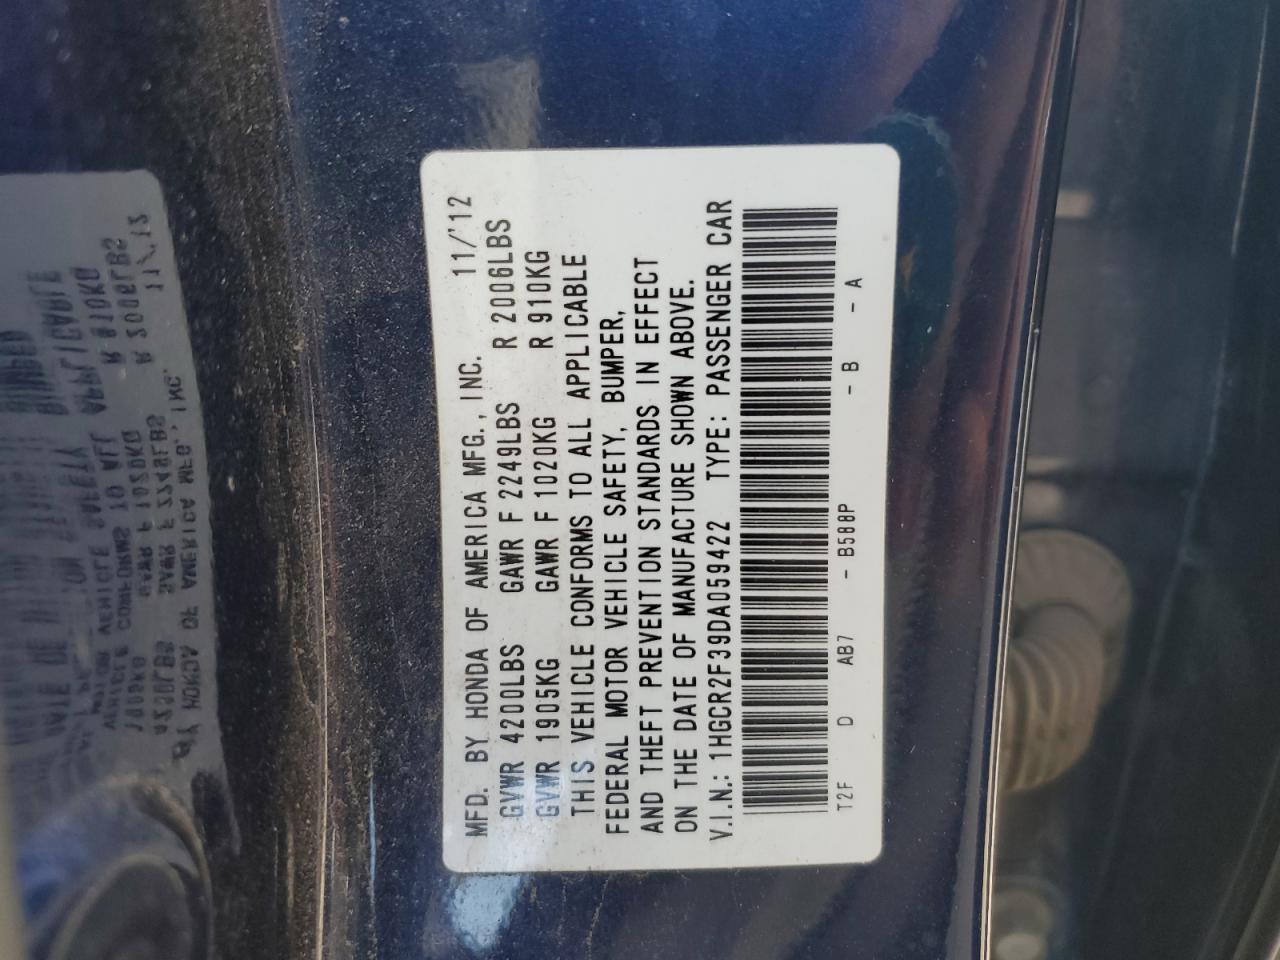 MFD. BY HONDA OF AMERICA MFG., INC. 11/'12
GVWR 4200LBS GAWR F 2249LBS R 2006LBS
GVWR 1905KG GAWR F 1020KG R 910KG
THIS VEHICLE CONFORMS TO ALL APPLICABLE
FEDERAL MOTOR VEHICLE SAFETY, BUMPER,
AND THEFT PREVENTION STANDARDS IN EFFECT
ON THE DATE OF MANUFACTURE SHOWN ABOVE.
V.I.N.: 1HGCR2F39DA059422 TYPE: PASSENGER CAR
T2F D AB7 - B588P - B - A